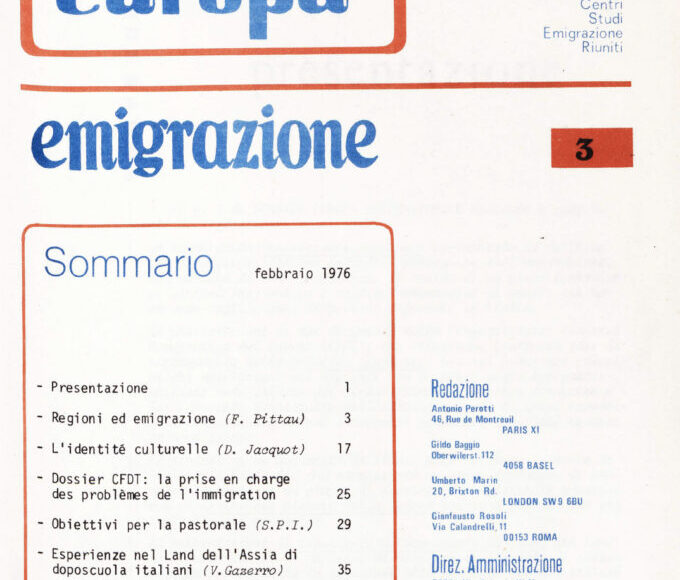 europa
Centri
Studi
Emigrazione
Riuniti
emigrazione
3
Sommario
febbraio 1976
- Presentazione 1
- Regioni ed emigrazione (F. Pittau) 3
- L'identité culturelle (D. Jacquot) 17
- Dossier CFDT: la prise en charge
des problèmes de l'immigration 25
- Obiettivi per la pastorale (S.P.I.) 29
- Esperienze nel Land dell'Assia di
doposcuola italiani (V.Gazerro) 35
Redazione
Antonio Perotti
46, Rue de Montreuil
PARIS XI
Gildo Baggio
Oberwilerst. 112
4058 BASEL
Umberto Marin
20, Brixton Rd.
LONDON SW9 6BU
Gianfausto Rosoli
Via Calandrelli, 11
00153 ROMA
Direz. Amministrazione